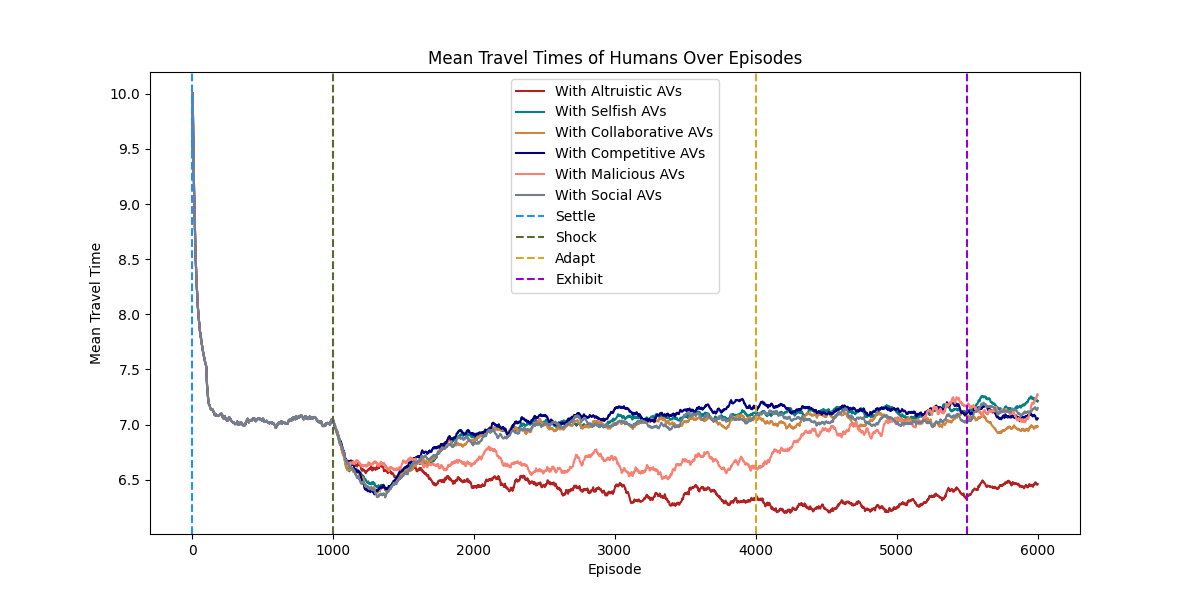 Mean Travel Times of Humans Over Episodes
With Altruistic AVs
With Selfish AVs
With Collaborative AVs
With Competitive AVs
With Malicious AVs
With Social AVs
Settle
Shock
Adapt
Exhibit
Mean Travel Time
10.0
9.5
9.0
8.5
8.0
7.5
7.0
6.5
0 1000 2000 3000 4000 5000 6000
Episode